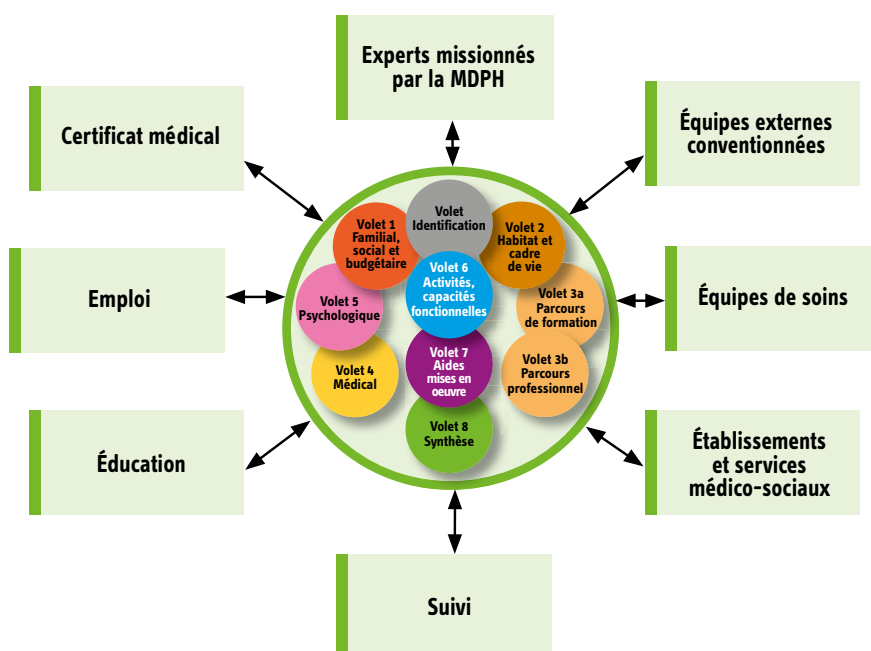 Experts missionnés
par la MDPH
Certificat médical
Équipes externes
conventionnées
Volet
Identification
Volet 1
Familial,
social et
budgétaire
Volet 2
Habitat et
cadre
de vie
Volet 6
Activités,
capacités
fonctionnelles
Emploi
Volet 5
Psychologique
Volet 3a
Parcours
de formation
Équipes de soins
Volet 4
Médical
Volet 7
Aides
mises en
oeuvre
Volet 3b
Parcours
professionnel
Volet 8
Synthèse
Éducation
Établissements
et services
médico-sociaux
Suivi